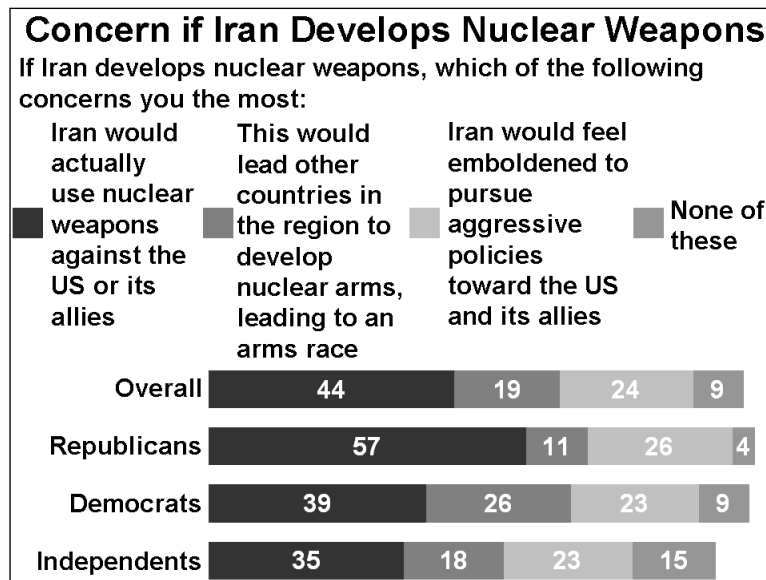 Concern if Iran Develops Nuclear Weapons
If Iran develops nuclear weapons, which of the following
concerns you the most:
Iran would
actually
use nuclear
weapons
against the
US or its
allies
This would
lead other
countries in
the region to
develop
nuclear arms,
leading to an
arms race
Iran would feel
emboldened to
pursue
aggressive
policies
toward the US
and its allies
None of
these
Overall 44 19 24 9
Republicans 57 11 26 4
Democrats 39 26 23 9
Independents 35 18 23 15